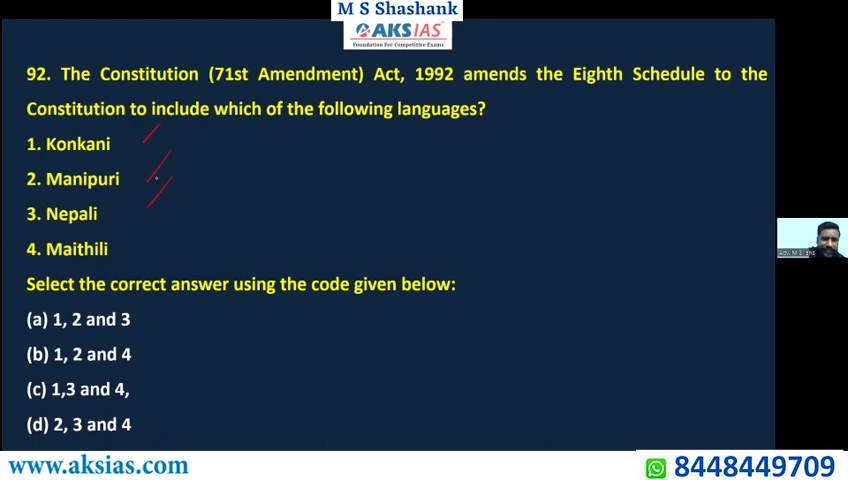 M S Shashank
AKSIAS
Foundation For Competitive Exams
92. The Constitution (71st Amendment) Act, 1992 amends the Eighth Schedule to the
Constitution to include which of the following languages?
1. Konkani
2. Manipuri
3. Nepali
4. Maithili
Select the correct answer using the code given below:
(a) 1, 2 and 3
(b) 1, 2 and 4
(c) 1,3 and 4,
(d) 2, 3 and 4
www.aksias.com
8448449709